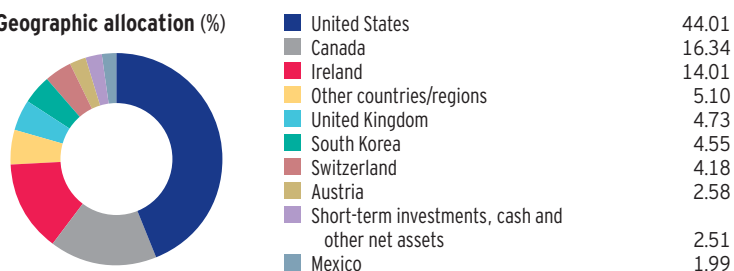 Geographic allocation (%)
United States 44.01
Canada 16.34
Ireland 14.01
Other countries/regions 5.10
United Kingdom 4.73
South Korea 4.55
Switzerland 4.18
Austria 2.58
Short-term investments, cash and
other net assets 2.51
Mexico 1.99